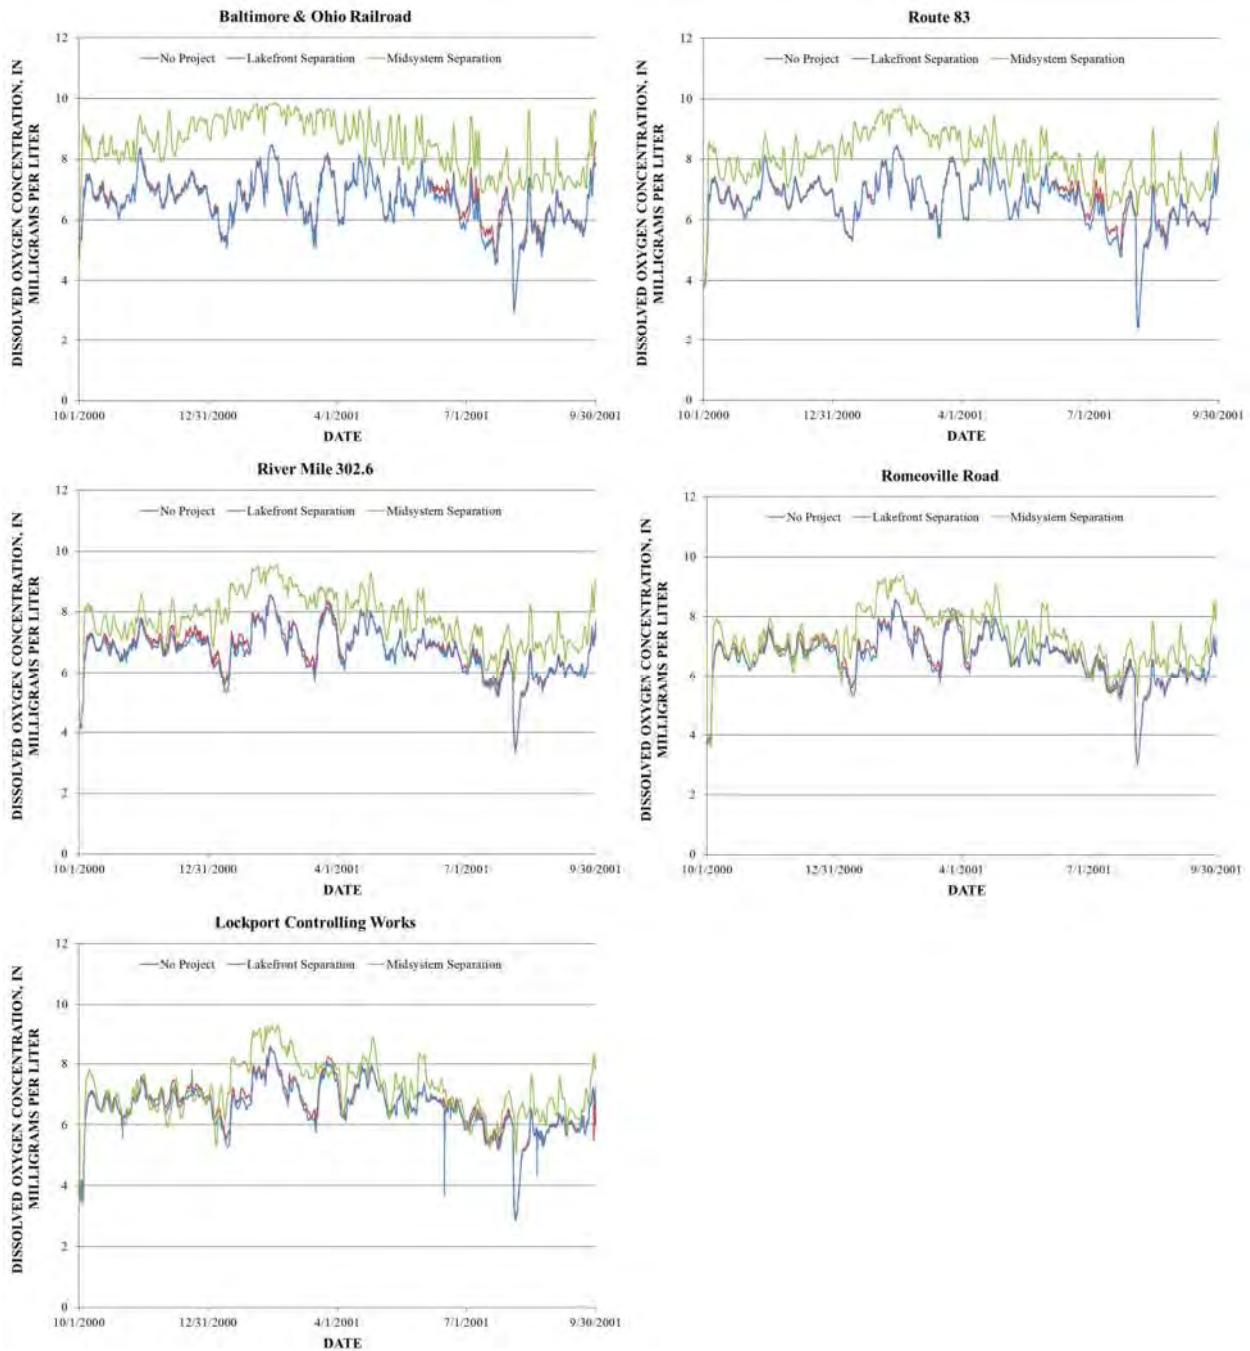 Baltimore & Ohio Railroad
12
No Project Lakefront Separation Midsystem Separation
10
8
6
4
2
0
10/1/2000 12/31/2000 4/1/2001 7/1/2001 9/30/2001
DATE
DISSOLVED OXYGEN CONCENTRATION, IN
MILLIGRAMS PER LITER
Route 83
12
No Project Lakefront Separation Midsystem Separation
10
8
6
4
2
0
10/1/2000 12/31/2000 4/1/2001 7/1/2001 9/30/2001
DATE
DISSOLVED OXYGEN CONCENTRATION, IN
MILLIGRAMS PER LITER
River Mile 302.6
12
No Project Lakefront Separation Midsystem Separation
10
8
6
4
2
0
10/1/2000 12/31/2000 4/1/2001 7/1/2001 9/30/2001
DATE
DISSOLVED OXYGEN CONCENTRATION, IN
MILLIGRAMS PER LITER
Romeoville Road
12
No Project Lakefront Separation Midsystem Separation
10
8
6
4
2
0
10/1/2000 12/31/2000 4/1/2001 7/1/2001 9/30/2001
DATE
DISSOLVED OXYGEN CONCENTRATION, IN
MILLIGRAMS PER LITER
Lockport Controlling Works
12
No Project Lakefront Separation Midsystem Separation
10
8
6
4
2
0
10/1/2000 12/31/2000 4/1/2001 7/1/2001 9/30/2001
DATE
DISSOLVED OXYGEN CONCENTRATION, IN
MILLIGRAMS PER LITER